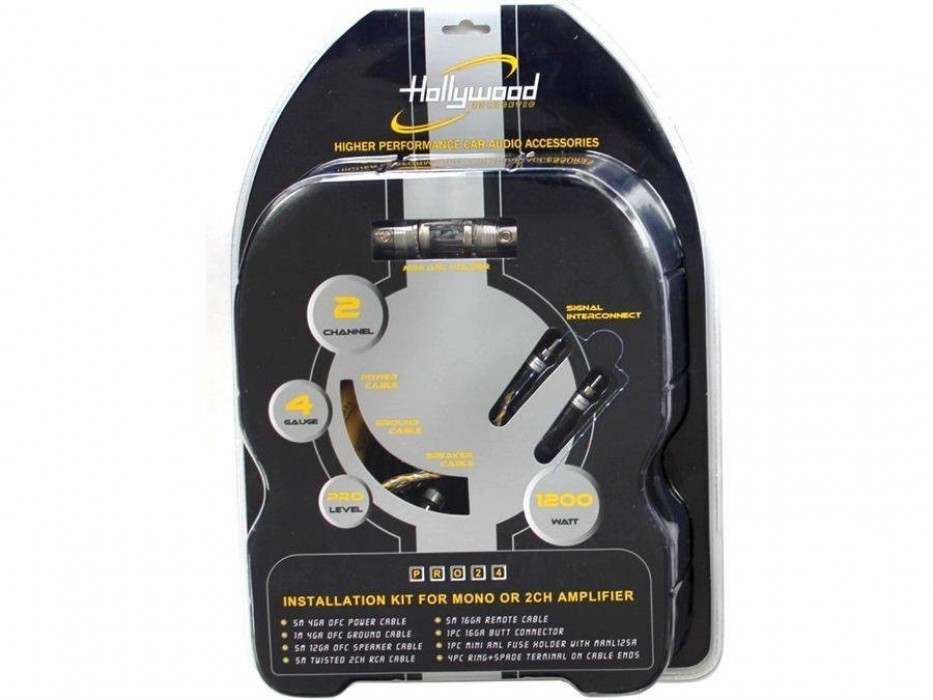 Hollywood
HIGHER PERFORMANCE CAR AUDIO ACCESSORIES
MINI ANL HOLDER
2
CHANNEL
SIGNAL
INTERCONNECT
POWER
CABLE
4
GAUGE
GROUND
CABLE
SPEAKER
CABLE
PRO
LEVEL
1200
WATT
PRO24
INSTALLATION KIT FOR MONO OR 2CH AMPLIFIER
5M 4GA OFC POWER CABLE
1M 4GA OFC GROUND CABLE
5M 12GA OFC SPEAKER CABLE
5M TWISTED 2CH RCA CABLE
5M 16GA REMOTE CABLE
1PC 16GA BUTT CONNECTOR
1PC MINI ANL FUSE HOLDER WITH MANL125A
4PC RING+SPADE TERMINAL ON CABLE ENDS